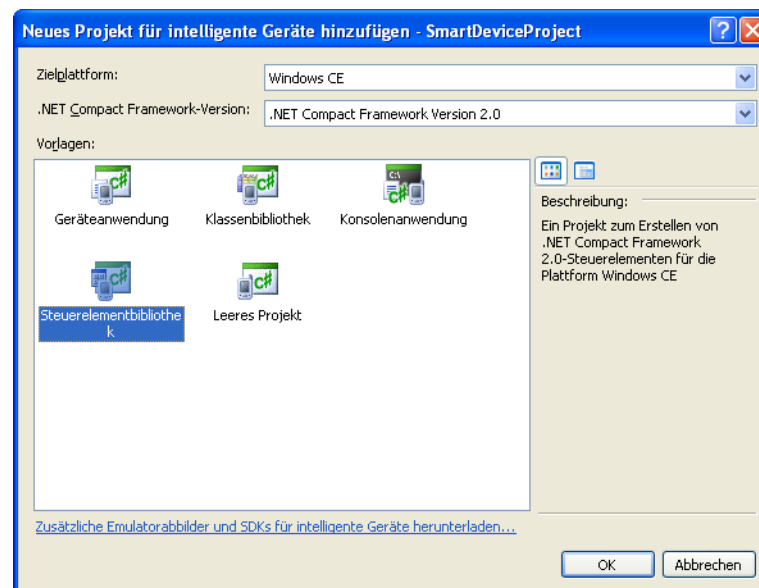 Neues Projekt für intelligente Geräte hinzufügen - SmartDeviceProject
Zielplattform:
Windows CE
.NET Compact Framework-Version:
.NET Compact Framework Version 2.0
Vorlagen:
Geräteanwendung
Klassenbibliothek
Konsolenanwendung
Steuerelementbibliothe
k
Leeres Projekt
Beschreibung:
Ein Projekt zum Erstellen von
.NET Compact Framework
2.0-Steuerelementen für die
Plattform Windows CE
Zusätzliche Emulatorabbilder und SDKs für intelligente Geräte herunterladen...
OK
Abbrechen